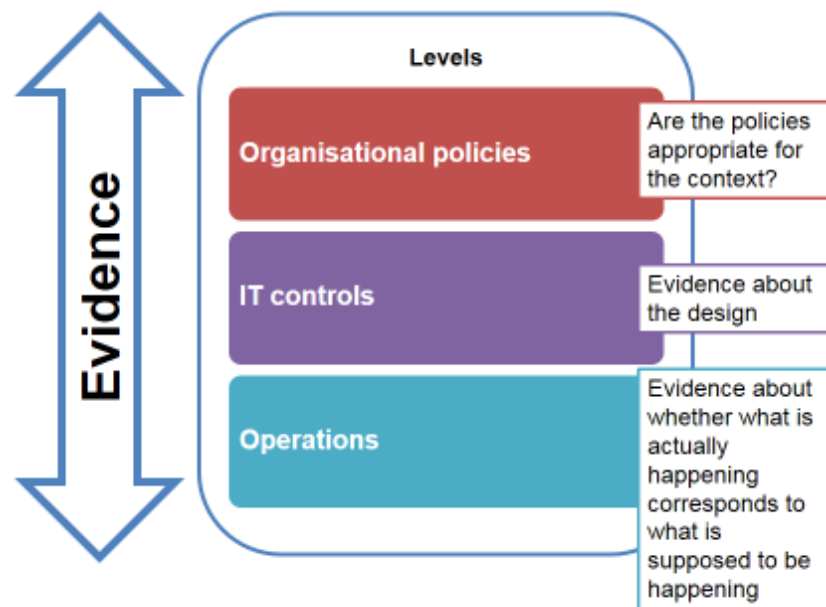 Evidence
Levels
Organisational policies
Are the policies
appropriate for
the context?
IT controls
Evidence about
the design
Operations
Evidence about
whether what is
actually
happening
corresponds to
what is
supposed to be
happening